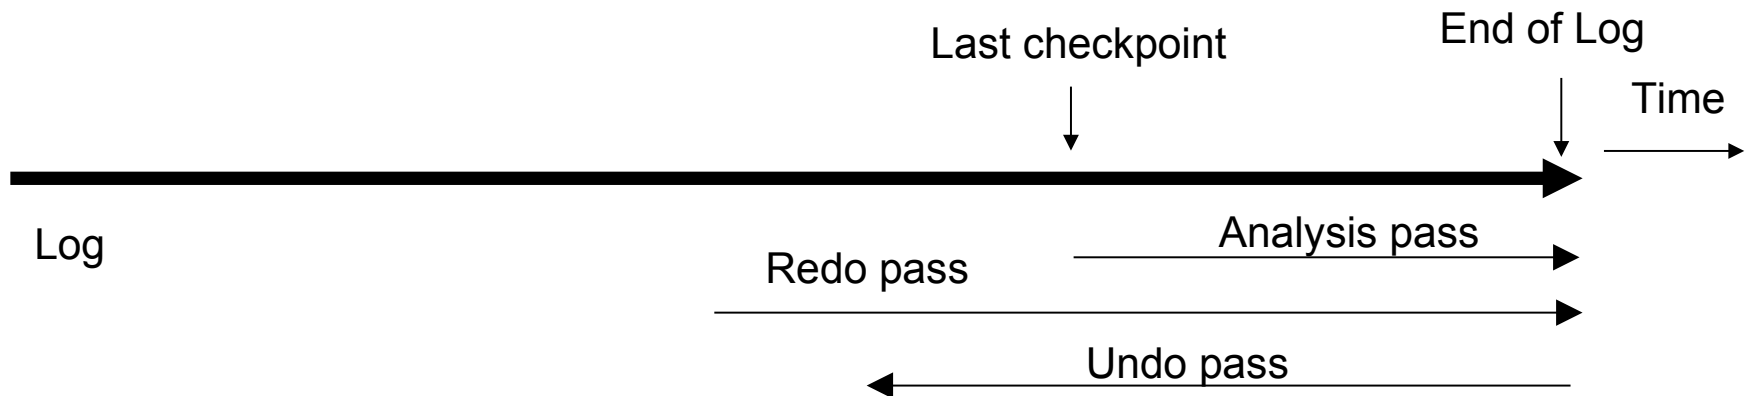 Last checkpoint
End of Log
Time
Log
Analysis pass
Redo pass
Undo pass